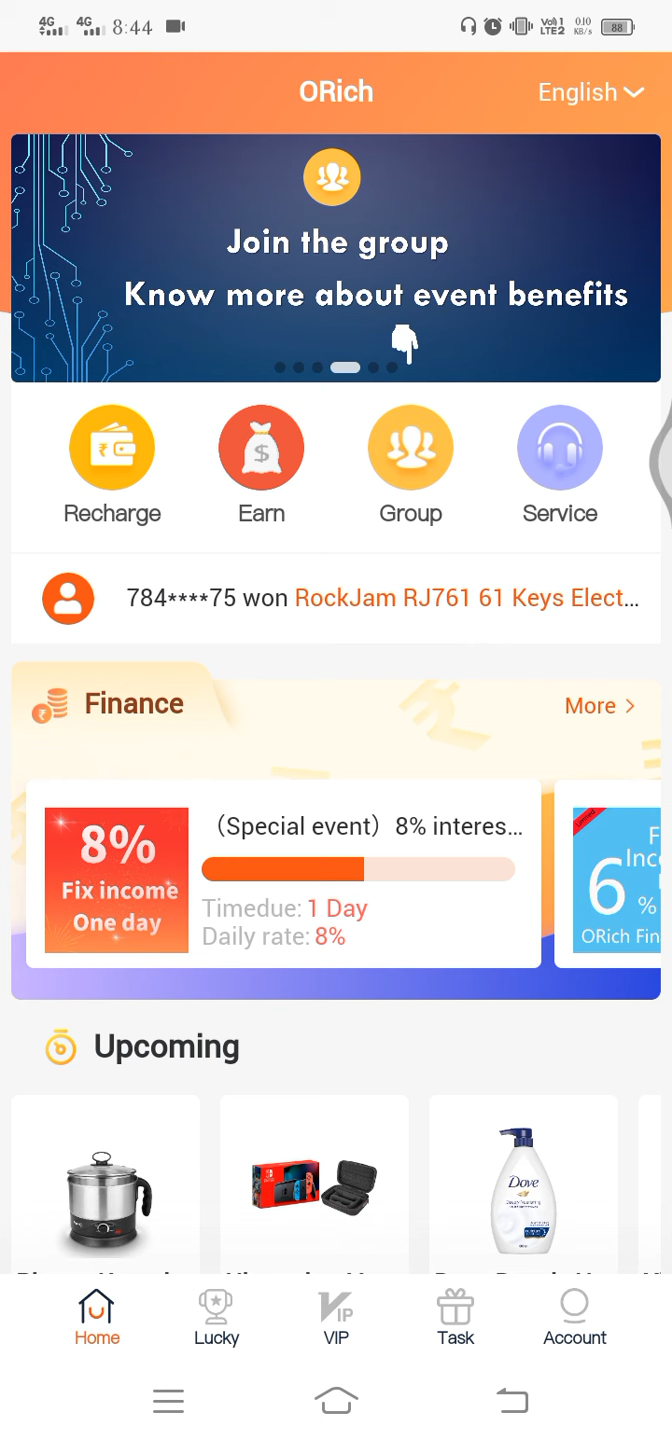 4G 4G 8:44 Vol) 1 LTE2 0.10 KB/s 88
ORich
English
Join the group
Know more about event benefits
Recharge
Earn
Group
Service
784****75 won RockJam RJ761 61 Keys Elect...
Finance
More >
8%
Fix income
One day
（Special event）8% interes...
Timedue: 1 Day
Daily rate: 8%
6
%
ORich Fin
Upcoming
Dove
Home
Lucky
VIP
Task
Account